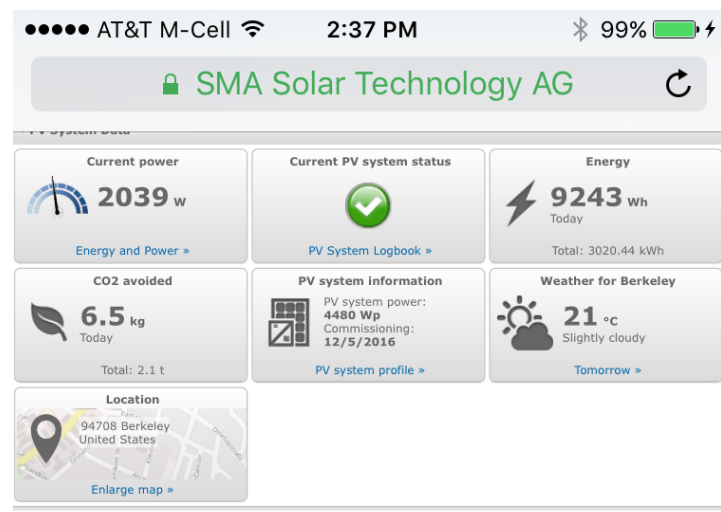 AT&T M-Cell 2:37 PM 99%
SMA Solar Technology AG
PV System Data
Current power
2039 W
Energy and Power »
Current PV system status
PV System Logbook »
Energy
9243 Wh
Today
Total: 3020.44 kWh
CO2 avoided
6.5 kg
Today
Total: 2.1 t
PV system information
PV system power:
4480 Wp
Commissioning:
12/5/2016
PV system profile »
Weather for Berkeley
21 °C
Slightly cloudy
Tomorrow »
Location
94708 Berkeley
United States
Enlarge map »